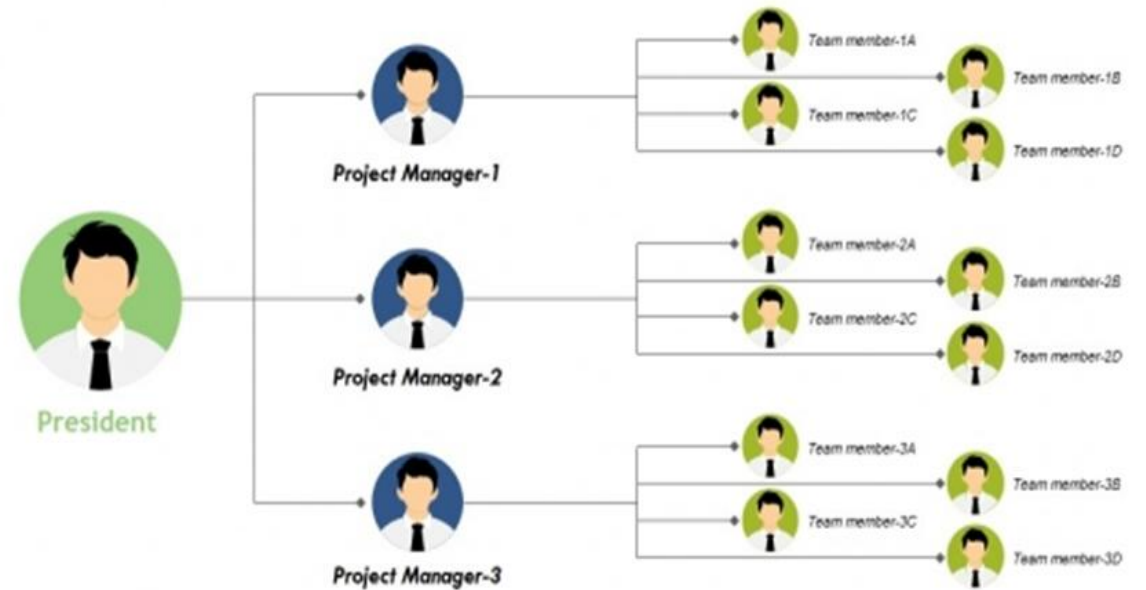 Team member-1A
Team member-1B
Team member-1C
Team member-1D
Project Manager-1
Team member-2A
Team member-2B
Team member-2C
Team member-2D
Project Manager-2
President
Team member-3A
Team member-3B
Team member-3C
Team member-3D
Project Manager-3